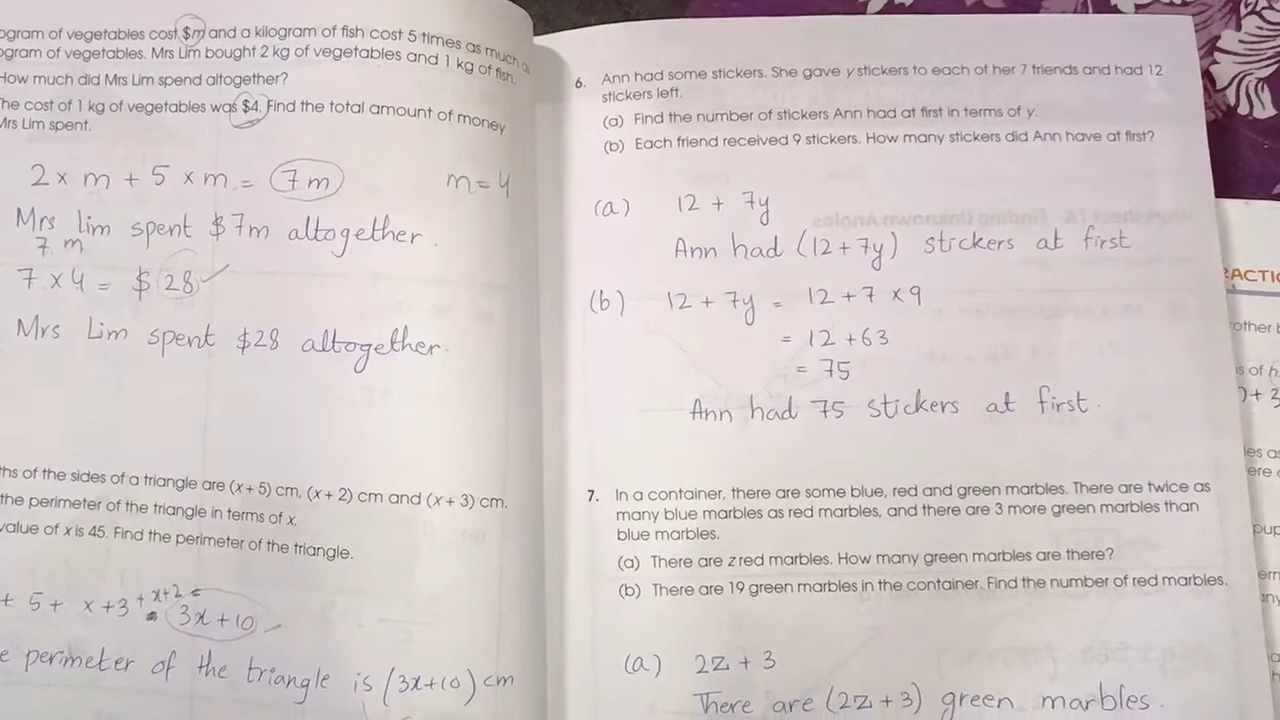 ogram of vegetables cost $m and a kilogram of fish cost 5 times as much
ogram of vegetables. Mrs Lim bought 2 kg of vegetables and 1 kg of fish.
How much did Mrs Lim spend altogether?
The cost of 1 kg of vegetables was $4. Find the total amount of money
Mrs Lim spent.
2 × m + 5 × m = 7m m = 4
Mrs lim spent $7m altogether.
7 m
7 × 4 = $28
Mrs Lim spent $28 altogether.
ths of the sides of a triangle are (x + 5) cm, (x + 2) cm and (x + 3) cm.
the perimeter of the triangle in terms of x.
value of x is 45. Find the perimeter of the triangle.
+ 5 + x + 3 + x+2 =
= 3x + 10
e perimeter of the triangle is (3x+10) cm
6. Ann had some stickers. She gave y stickers to each of her 7 friends and had 12
stickers left.
(a) Find the number of stickers Ann had at first in terms of y.
(b) Each friend received 9 stickers. How many stickers did Ann have at first?
(a) 12 + 7y
Ann had (12 + 7y) stickers at first
(b) 12 + 7y = 12 + 7 × 9
= 12 + 63
= 75
Ann had 75 stickers at first.
7. In a container, there are some blue, red and green marbles. There are twice as
many blue marbles as red marbles, and there are 3 more green marbles than
blue marbles.
(a) There are z red marbles. How many green marbles are there?
(b) There are 19 green marbles in the container. Find the number of red marbles.
(a) 2z + 3
There are (2z + 3) green marbles.
RACTIC
other
s of h
)+ 3
les as
ere
pup